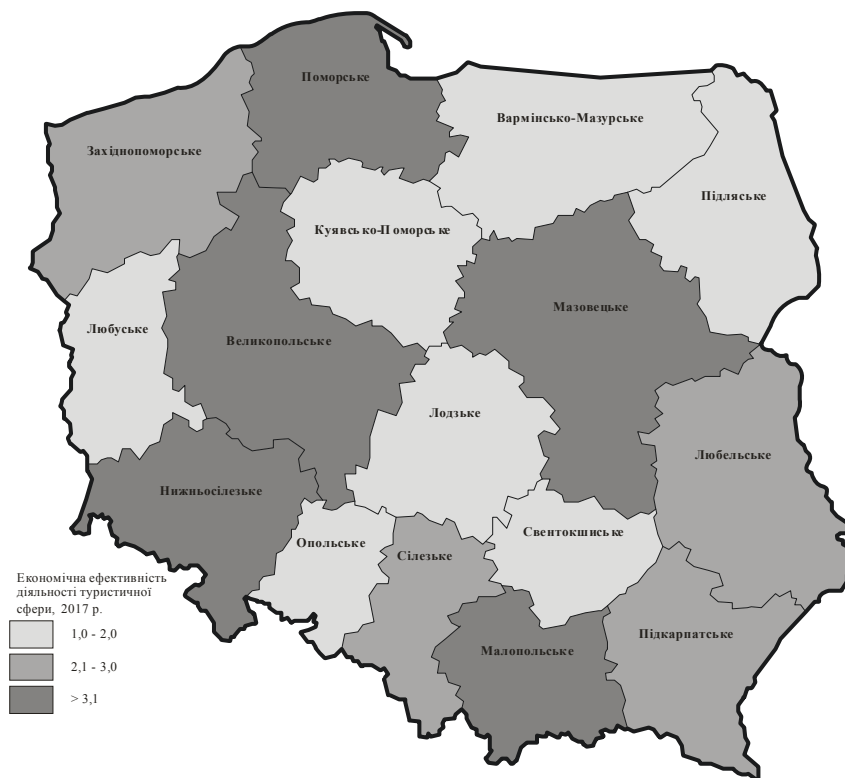 Поморське
Вармінсько-Мазурське
Західнопоморське
Підляське
Куявсько-Поморське
Мазовецьке
Любуське
Великопольське
Лодзьке
Любельське
Нижньосілезьке
Свентокшиське
Опольське
Сілезьке
Підкарпатське
Малопольське
Економічна ефективність
діяльності туристичної
сфери, 2017 р.
1,0 - 2,0
2,1 - 3,0
> 3,1